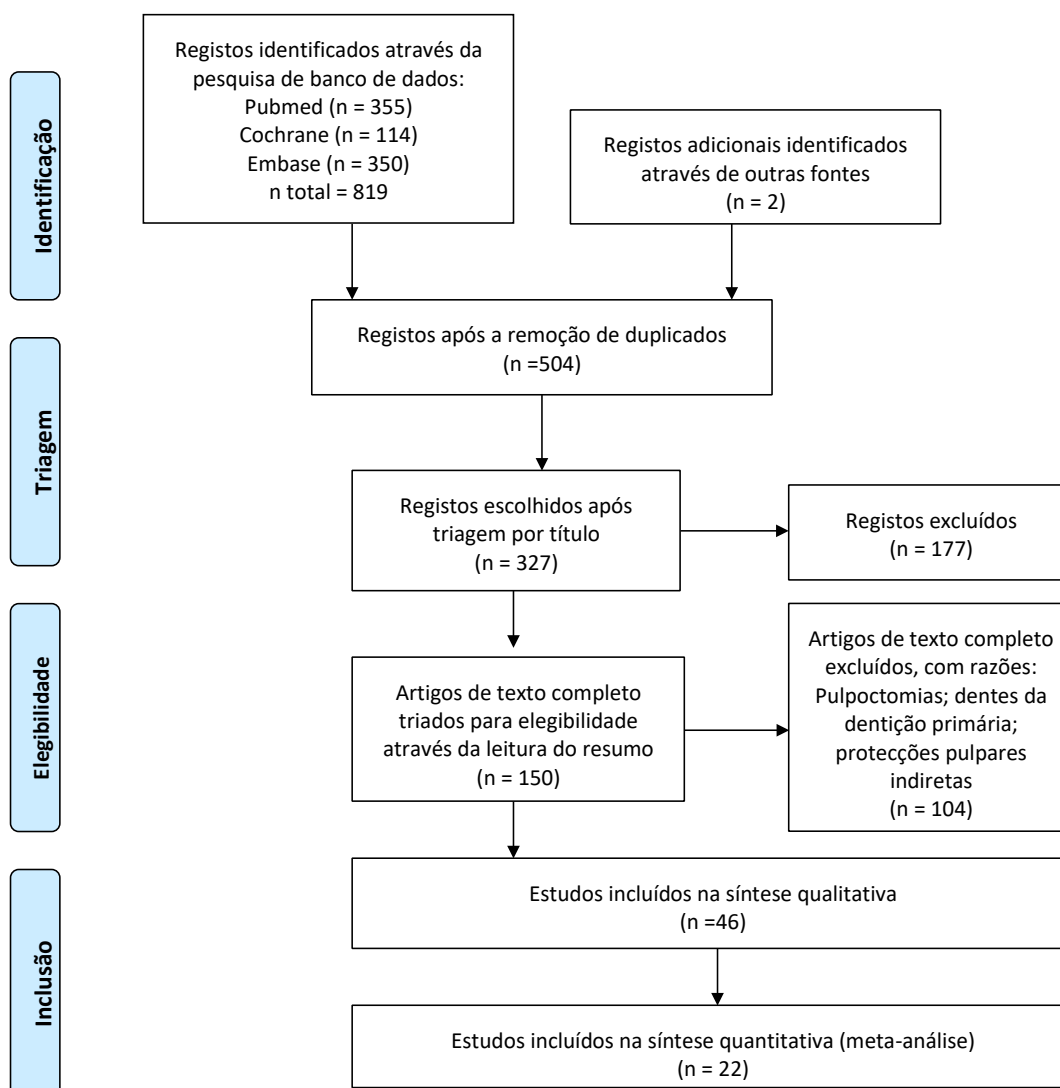 Identificação
Registos identificados através da
pesquisa de banco de dados:
Pubmed (n = 355)
Cochrane (n = 114)
Embase (n = 350)
n total = 819
Registos adicionais identificados
através de outras fontes
(n = 2)
Triagem
Registos após a remoção de duplicados
(n =504)
Registos escolhidos após
triagem por título
(n = 327)
Registos excluídos
(n = 177)
Elegibilidade
Artigos de texto completo
triados para elegibilidade
através da leitura do resumo
(n = 150)
Artigos de texto completo
excluídos, com razões:
Pulpoctomias; dentes da
dentição primária;
protecções pulpares
indiretas
(n = 104)
Inclusão
Estudos incluídos na síntese qualitativa
(n =46)
Estudos incluídos na síntese quantitativa (meta-análise)
(n = 22)